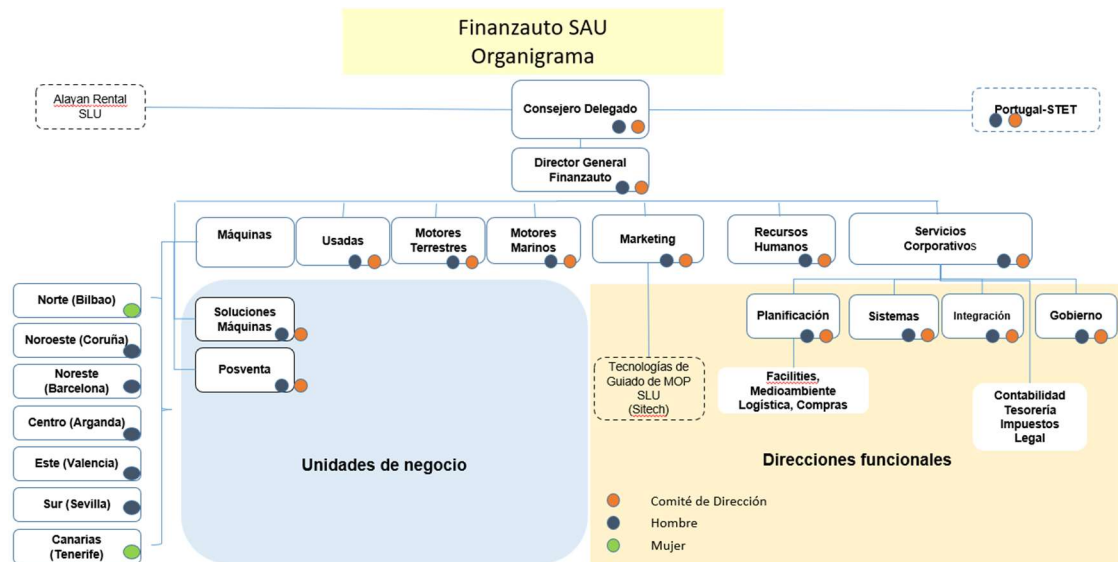 Finanzauto SAU
Organigrama
Alayan Rental
SLU
Consejero Delegado
Portugal-STET
Director General
Finanzauto
Máquinas
Usadas
Motores
Terrestres
Motores
Marinos
Marketing
Recursos
Humanos
Servicios
Corporativos
Norte (Bilbao)
Noroeste (Coruña)
Noreste
(Barcelona)
Centro (Arganda)
Este (Valencia)
Sur (Sevilla)
Canarias
(Tenerife)
Soluciones
Máquinas
Posventa
Unidades de negocio
Planificación
Sistemas
Integración
Gobierno
Tecnologías de
Guiado de MOP
SLU
(Sitech)
Facilities,
Medioambiente
Logística, Compras
Contabilidad
Tesorería
Impuestos
Legal
Direcciones funcionales
Comité de Dirección
Hombre
Mujer